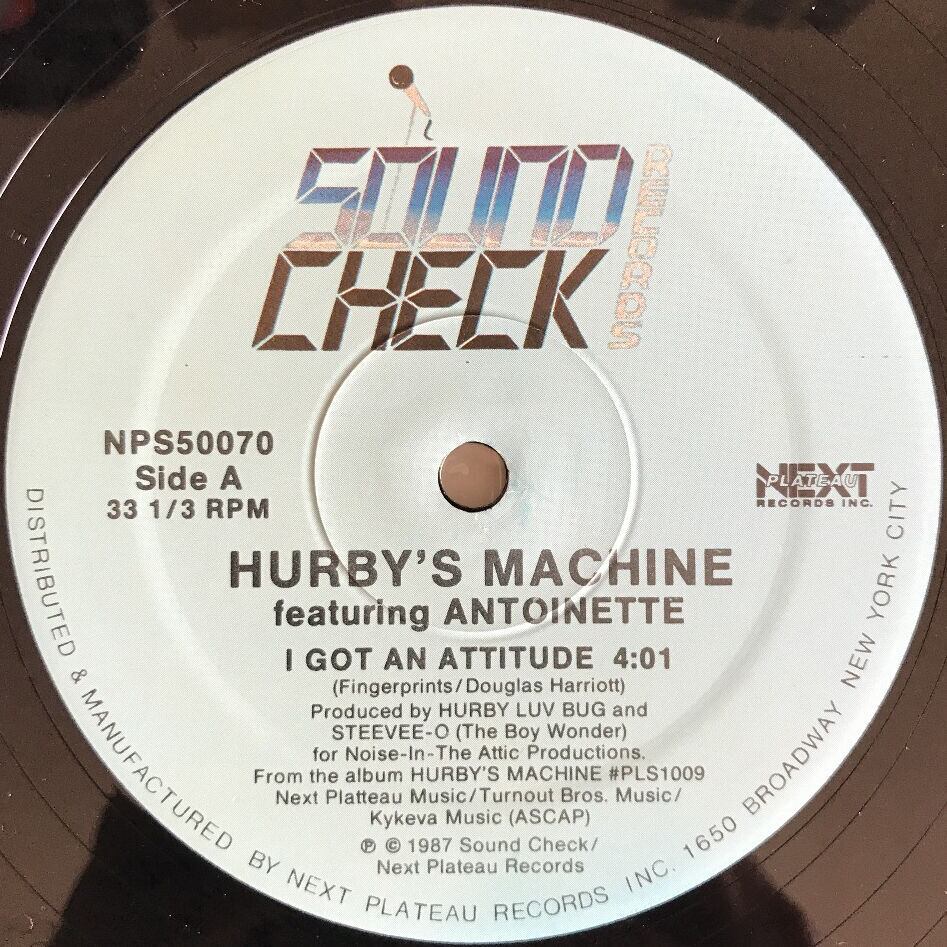 SOUND
CHECK
RECORDS
NPS50070
Side A
33 1/3 RPM
NEXT
PLATEAU
RECORDS INC.
HURBY'S MACHINE
featuring ANTOINETTE
I GOT AN ATTITUDE 4:01
(Fingerprints/Douglas Harriott)
Produced by HURBY LUV BUG and
STEEVEE-O (The Boy Wonder)
for Noise-In-The Attic Productions.
From the album HURBY'S MACHINE #PLS1009
Next Platteau Music/Turnout Bros. Music/
Kykeva Music (ASCAP)
℗ © 1987 Sound Check/
Next Plateau Records
DISTRIBUTED & MANUFACTURED BY NEXT PLATEAU RECORDS INC. 1650 BROADWAY NEW YORK CITY